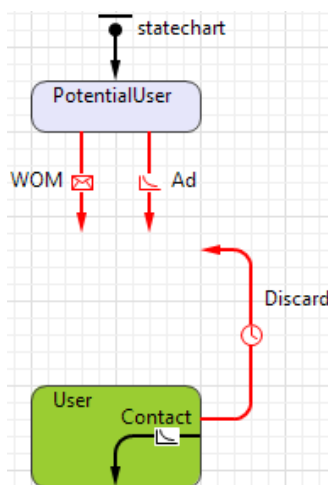 statechart
PotentialUser
WOM
Ad
Discard
User
Contact